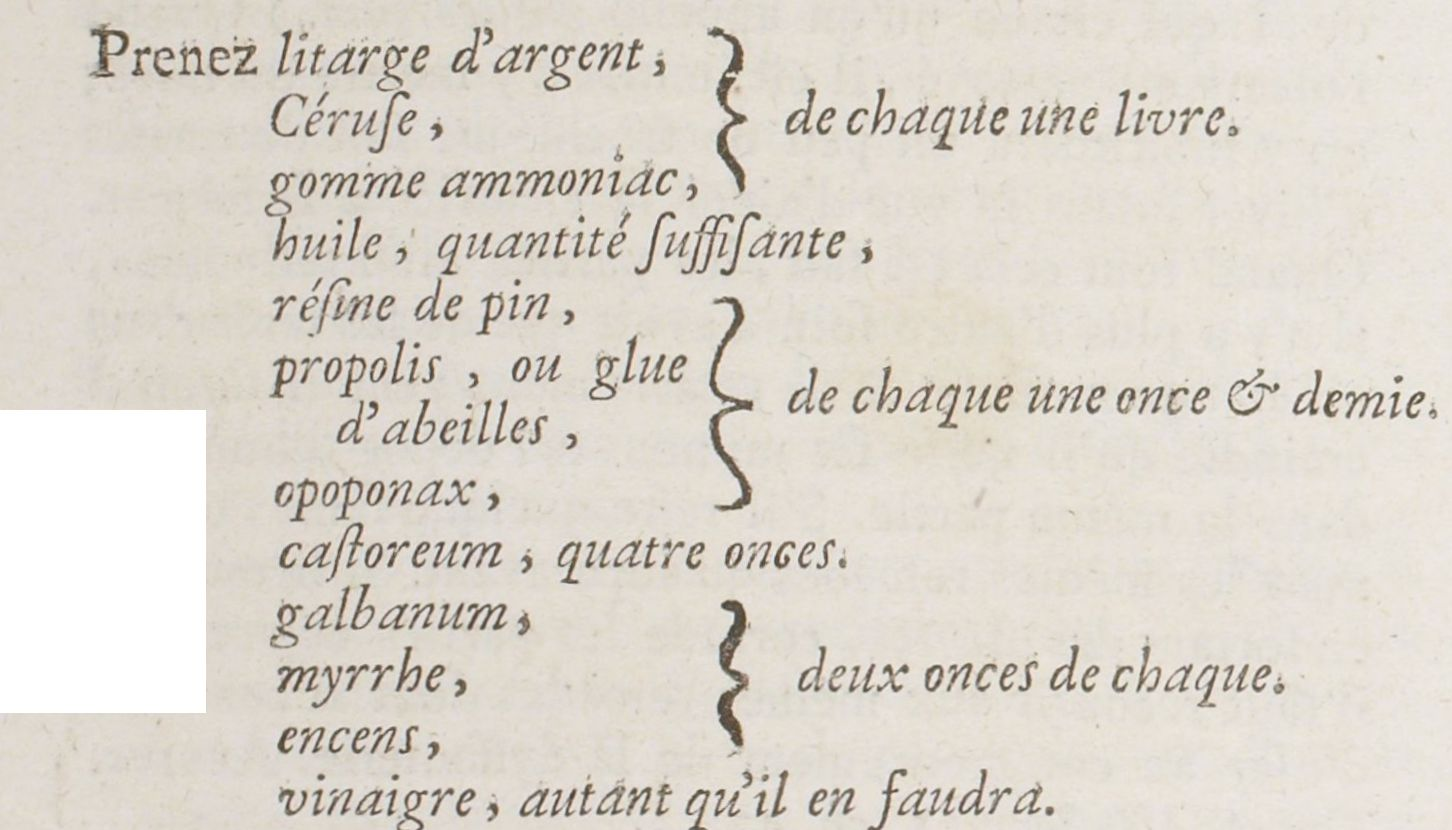 Prenez litarge d'argent,
Céruſe,
gomme ammoniac,
de chaque une livre.
huile, quantité ſuffiſante,
réſine de pin,
propolis, ou glue
d'abeilles,
opoponax,
de chaque une once & demie.
caſtoreum, quatre onces.
galbanum,
myrrhe,
encens,
deux onces de chaque.
vinaigre, autant qu'il en faudra.